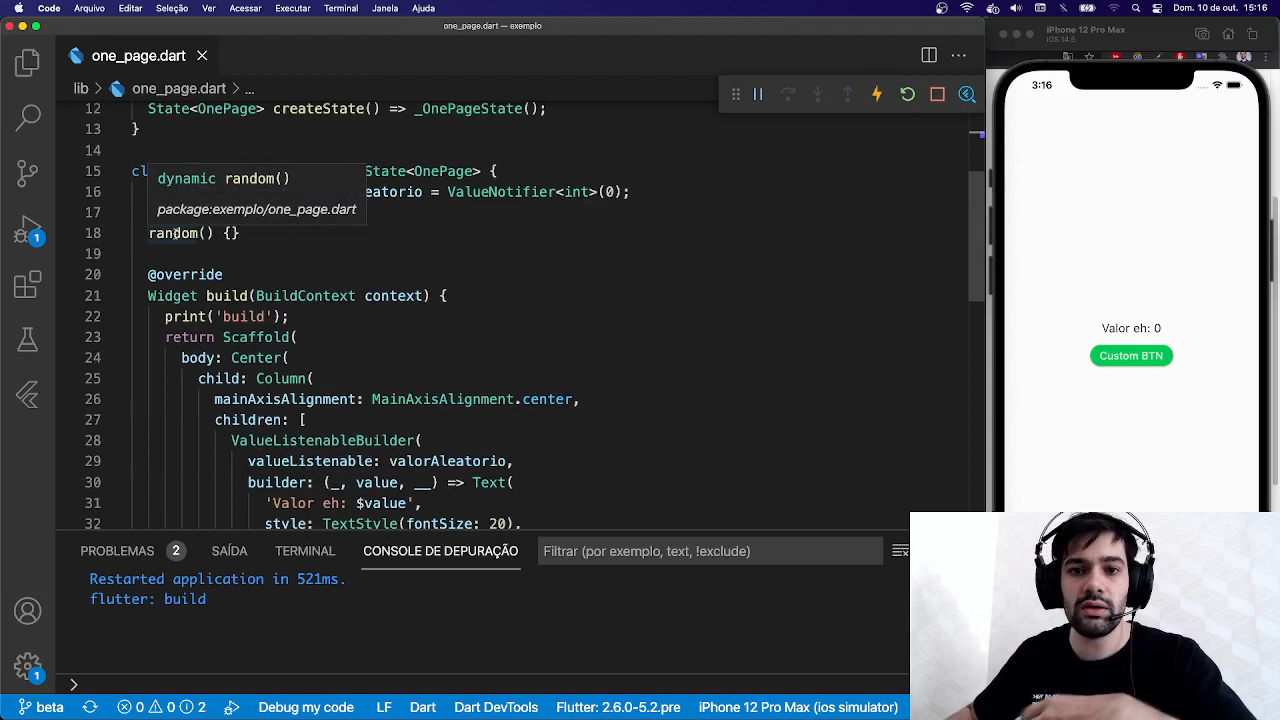 Code Arquivo Editar Seleção Ver Acessar Executar Terminal Janela Ajuda
Dom. 10 de out. 15:16
one_page.dart — exemplo
one_page.dart
lib > one_page.dart > ...
12 State<OnePage> createState() => _OnePageState();
13 }
14
15 cl State<OnePage> {
dynamic random()
16 eatorio = ValueNotifier<int>(0);
package:exemplo/one_page.dart
17
18 random() {}
19
20 @override
21 Widget build(BuildContext context) {
22 print('build');
23 return Scaffold(
24 body: Center(
25 child: Column(
26 mainAxisAlignment: MainAxisAlignment.center,
27 children: [
28 ValueListenableBuilder(
29 valueListenable: valorAleatorio,
30 builder: (_, value, __) => Text(
31 'Valor eh: $value',
32 style: TextStyle(fontSize: 20),
PROBLEMAS 2 SAÍDA TERMINAL CONSOLE DE DEPURAÇÃO Filtrar (por exemplo, text, !exclude)
Restarted application in 521ms.
flutter: build
>
1
1
beta 0 0 2 Debug my code LF Dart Dart DevTools Flutter: 2.6.0-5.2.pre iPhone 12 Pro Max (ios simulator)
iPhone 12 Pro Max
iOS 14.5
3:16
Valor eh: 0
Custom BTN